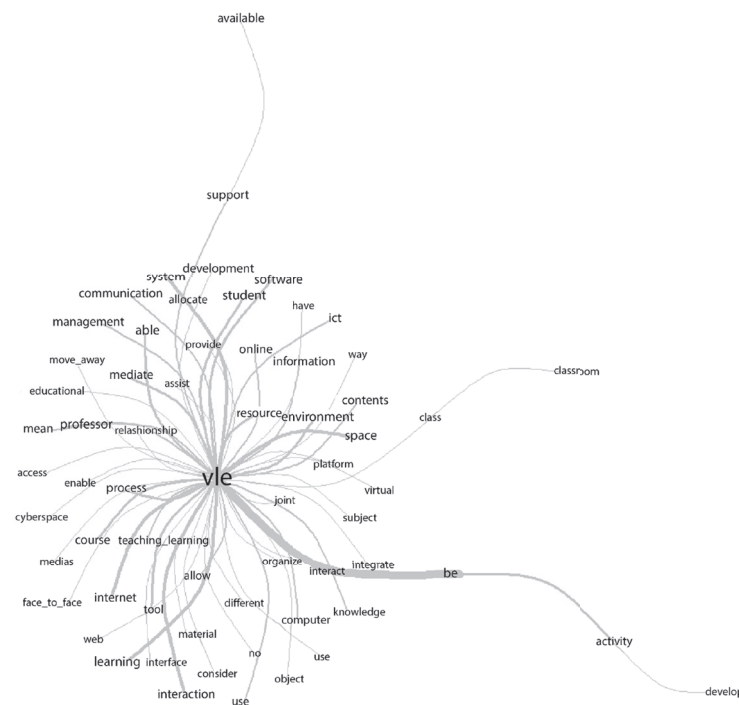 available
support
development
system
software
communication
allocate
student
have
management
able
ict
provide
online
move_away
information
way
mediate
assist
classroom
educational
contents
resource
environment
class
mean
professor
relashionship
space
platform
access
vle
enable
process
virtual
joint
cyberspace
subject
course
teaching_learning
medias
organize
integrate
interact
be
allow
face_to_face
internet
different
tool
knowledge
computer
web
material
activity
no
use
learning
interface
consider
object
interaction
use
develop